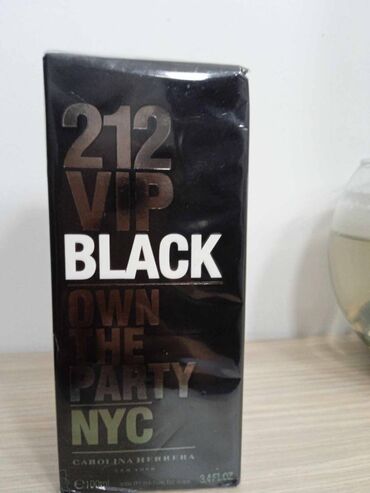 212
VIP
BLACK
OWN
THE
PARTY
NYC
CAROLINA HERRERA
NEW YORK
℮100ml 3.4 FL OZ